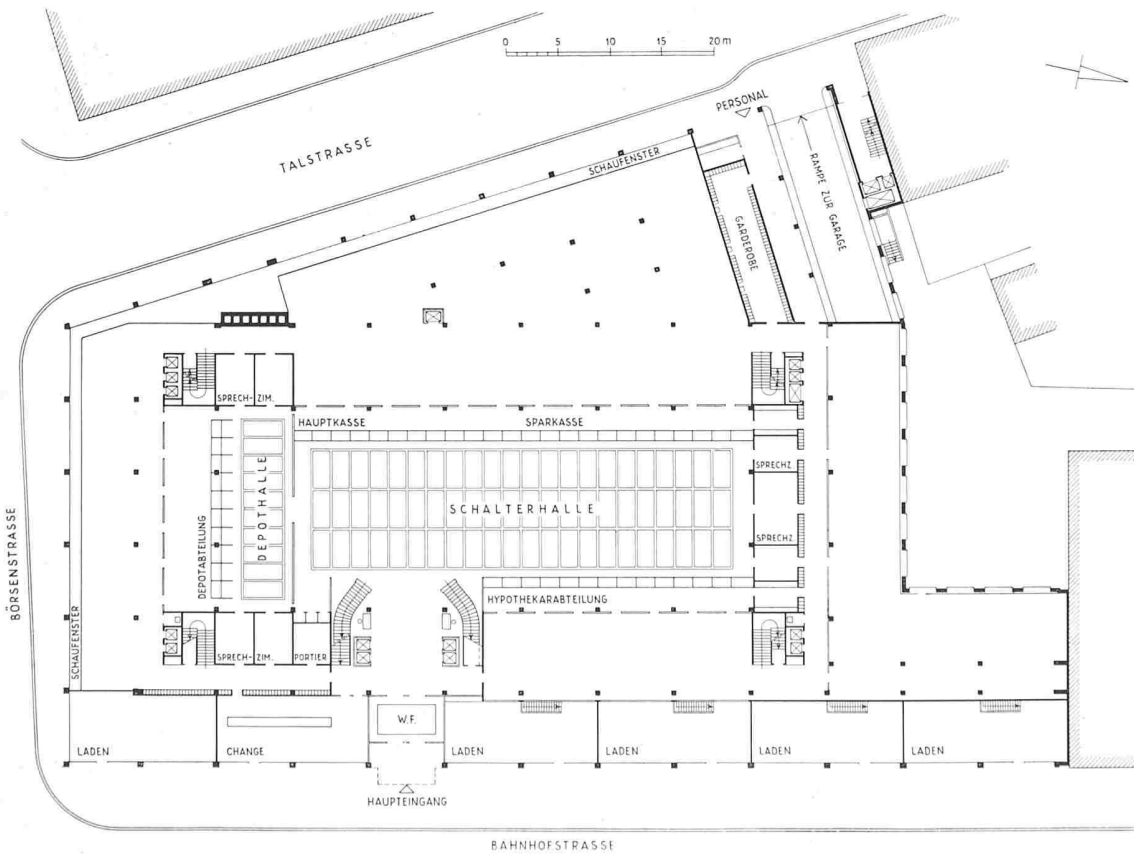 0 5 10 15 20 m
TALSTRASSE
PERSONAL
SCHAUFENSTER
RAMPE ZUR GARAGE
GARDEROBE
SPRECH- ZIM.
HAUPTKASSE
SPARKASSE
SPRECHZ.
SCHALTERHALLE
DEPOTHALLE
DEPOTABTEILUNG
SPRECHZ.
HYPOTHEKARABTEILUNG
BÖRSENSTRASSE
SCHAUFENSTER
SPRECH- ZIM.
PORTIER
W.F.
LADEN
CHANGE
LADEN
LADEN
LADEN
LADEN
HAUPTEINGANG
BAHNHOFSTRASSE